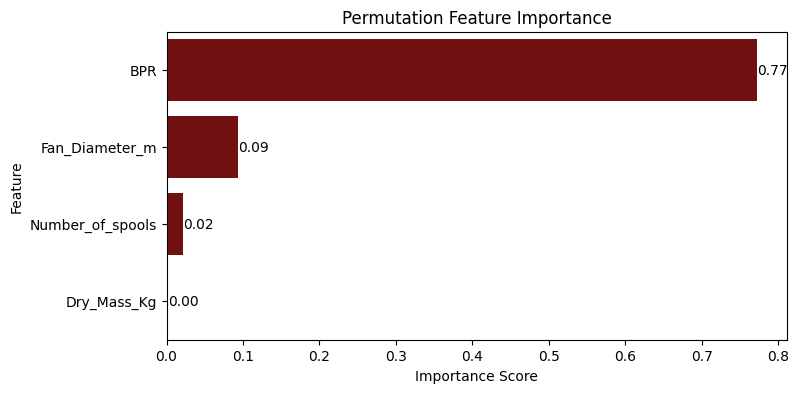 Permutation Feature Importance
BPR
0.77
Fan_Diameter_m
0.09
Feature
Number_of_spools
0.02
Dry_Mass_Kg
0.00
0.0 0.1 0.2 0.3 0.4 0.5 0.6 0.7 0.8
Importance Score